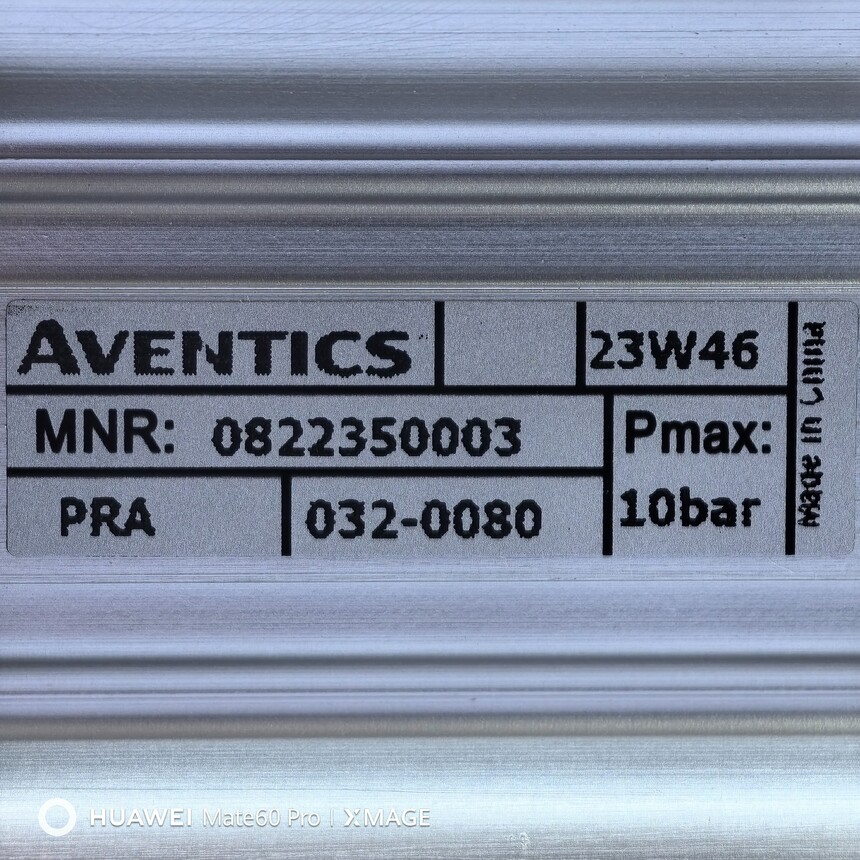 AVENTICS 23W46
MNR: 0822350003
Pmax:
PRA 032-0080
10bar
Made in China
HUAWEI Mate60 Pro | XMAGE